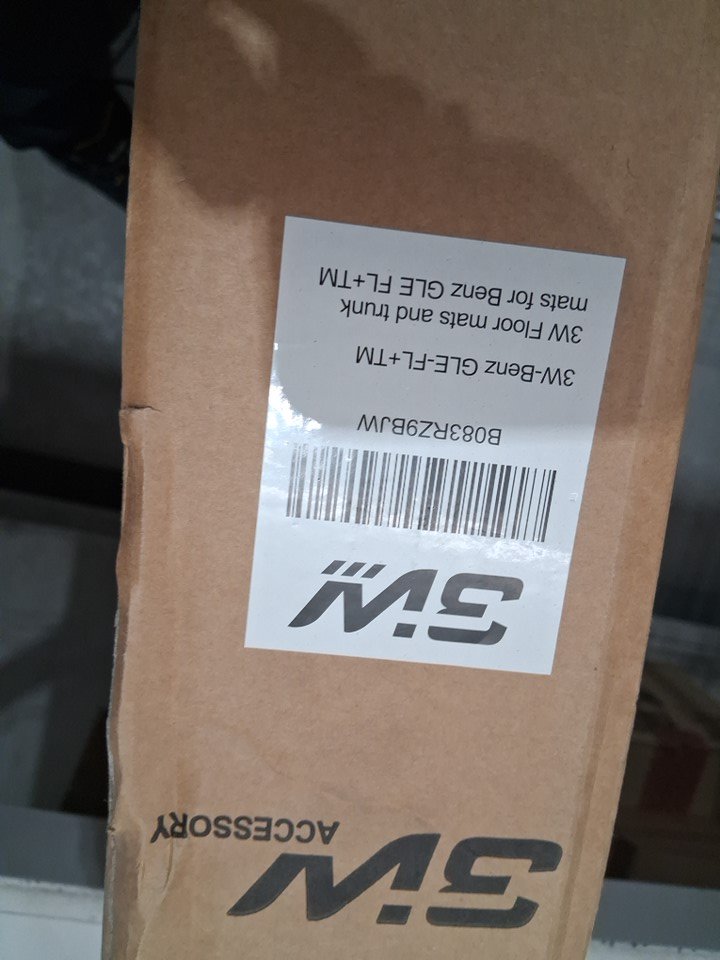 3W
ACCESSORY
3W
B083RZ9BJW
3W-Benz GLE-FL+TM
3W Floor mats and trunk
mats for Benz GLE FL+TM